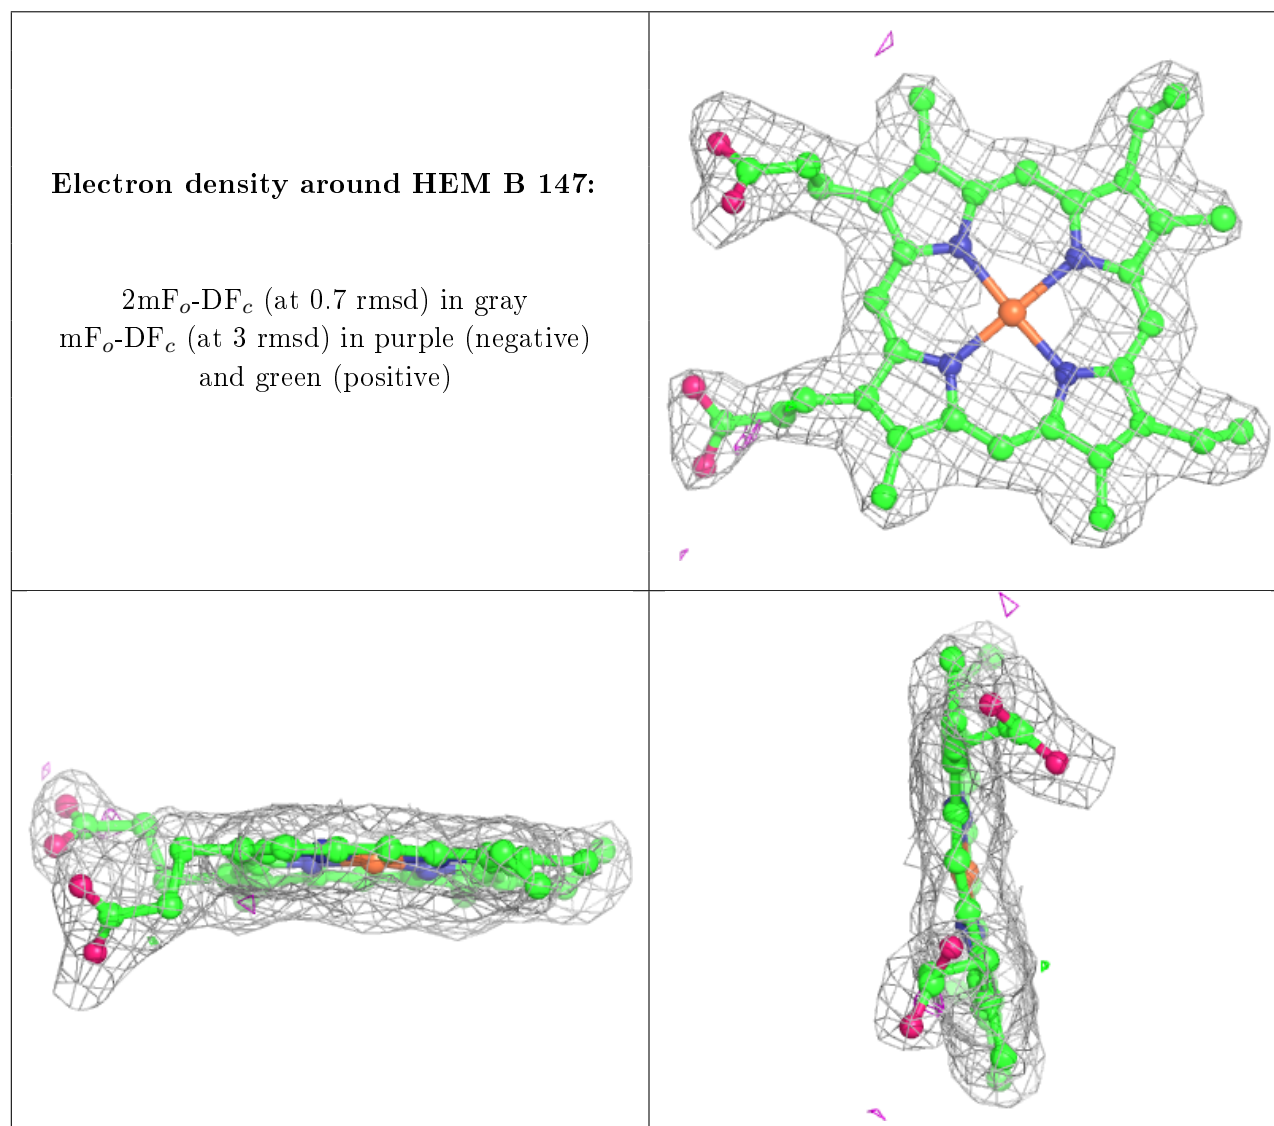 Electron density around HEM B 147:
2mFₒ-DF𝑐 (at 0.7 rmsd) in gray
mFₒ-DF𝑐 (at 3 rmsd) in purple (negative)
and green (positive)